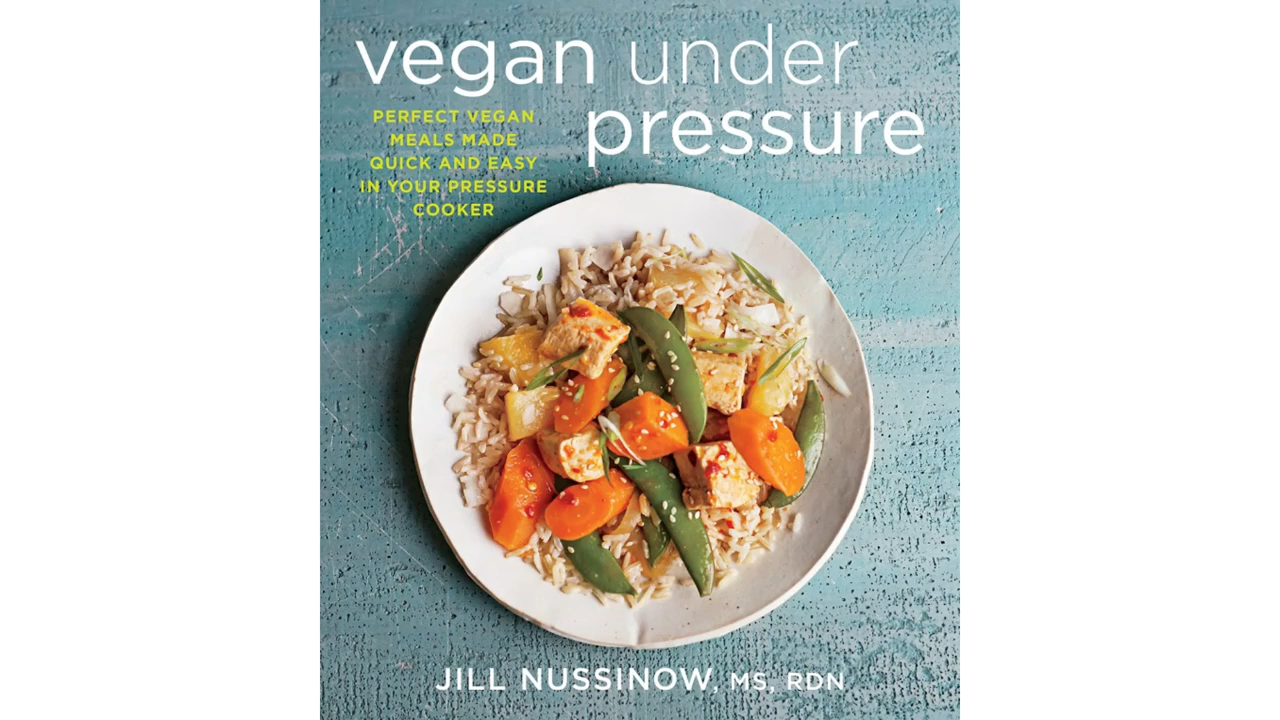 vegan under
pressure
PERFECT VEGAN
MEALS MADE
QUICK AND EASY
IN YOUR PRESSURE
COOKER
JILL NUSSINOW, MS, RDN